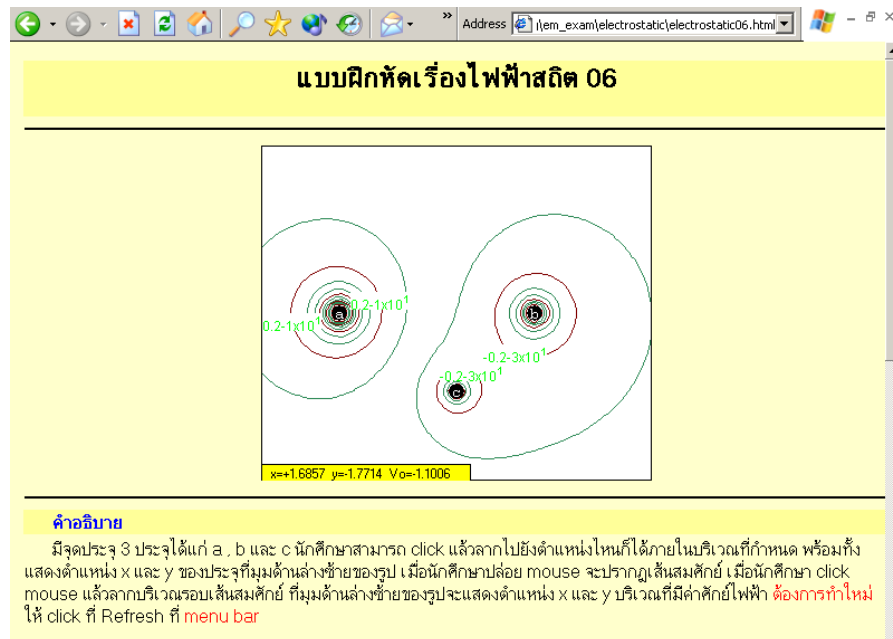 » Address i\em_exam\electrostatic\electrostatic06.html
แบบฝึกหัดเรื่องไฟฟ้าสถิต 06
a
b
c
0.2-1x10¹
0.2-1x10¹
-0.2-3x10¹
-0.2-3x10¹
x=+1.6857 y=-1.7714 Vo=-1.1006
คำอธิบาย
มีจุดประจุ 3 ประจุได้แก่ a , b และ c นักศึกษาสามารถ click แล้วลากไปยังตำแหน่งไหนก็ได้ภายในบริเวณที่กำหนด พร้อมทั้ง
แสดงตำแหน่ง x และ y ของประจุที่มุมด้านล่างซ้ายของรูป เมื่อนักศึกษาปล่อย mouse จะปรากฏเส้นสมศักย์ เมื่อนักศึกษา click
mouse แล้วลากบริเวณรอบเส้นสมศักย์ ที่มุมด้านล่างซ้ายของรูปจะแสดงตำแหน่ง x และ y บริเวณที่มีค่าศักย์ไฟฟ้า ต้องการทำใหม่
ให้ click ที่ Refresh ที่ menu bar